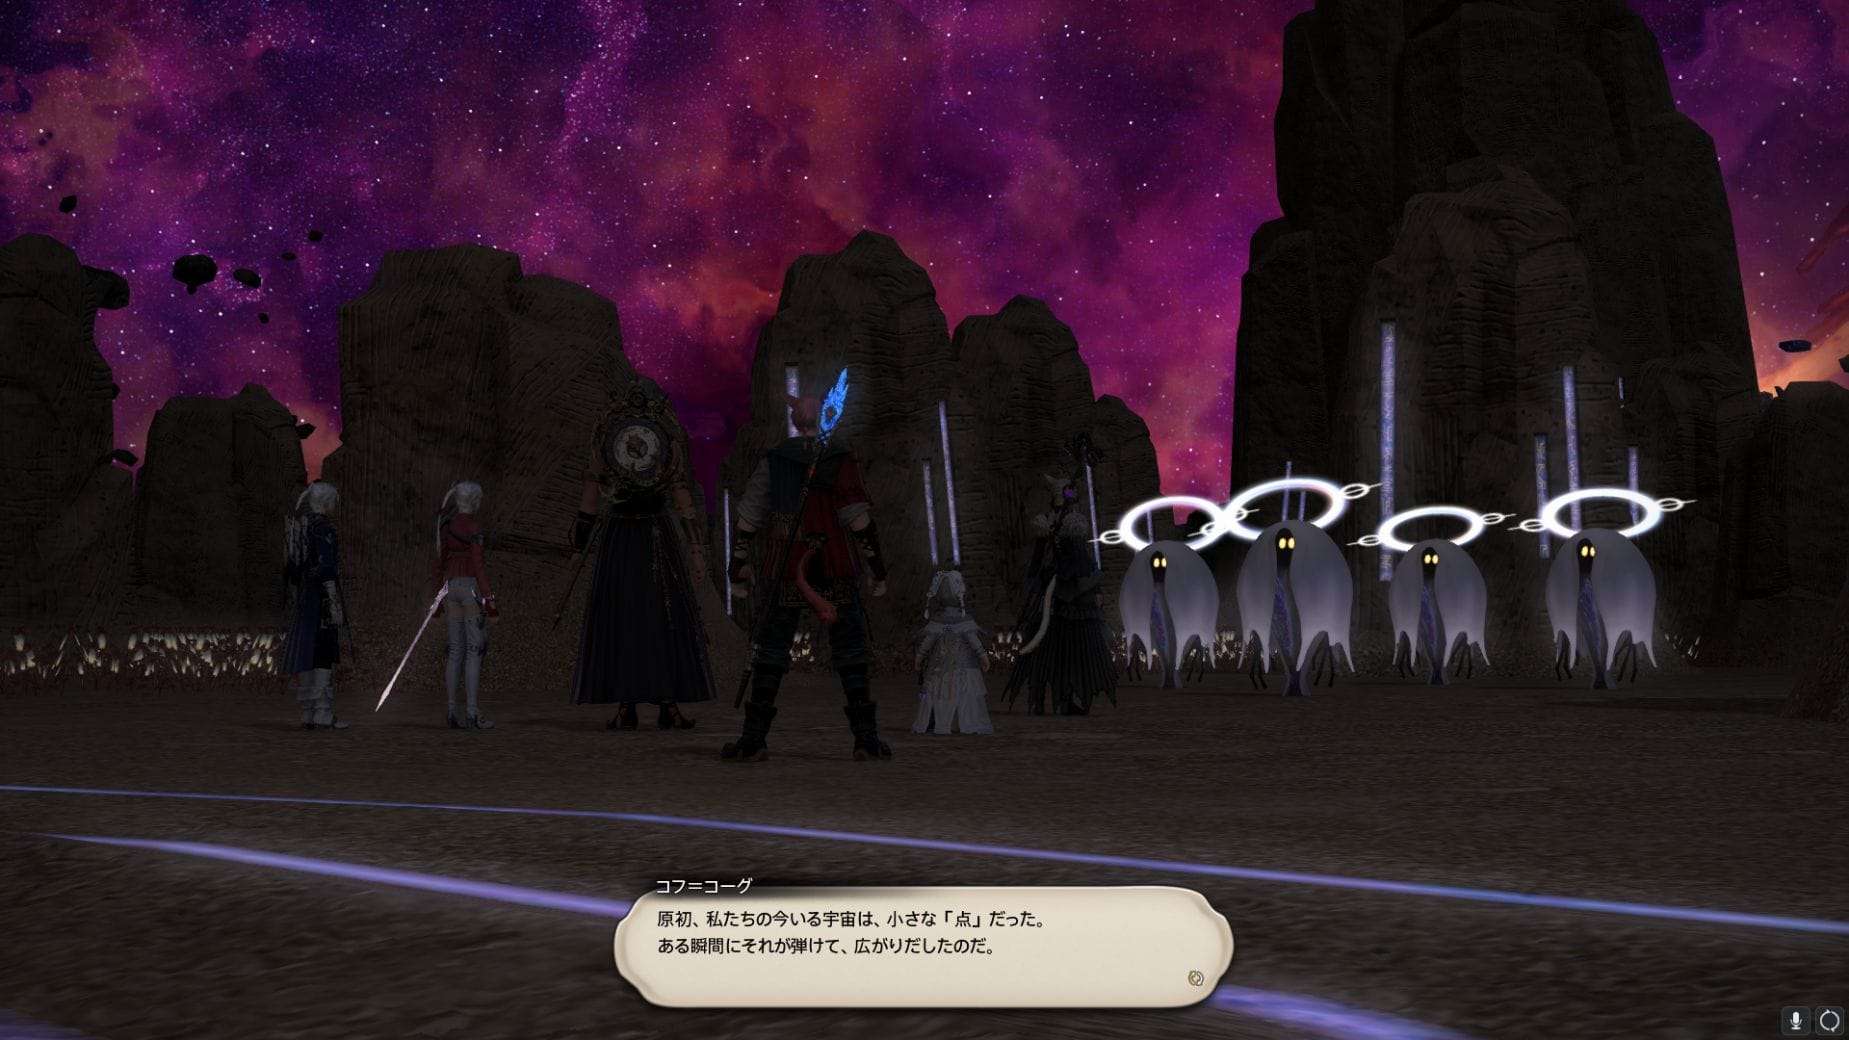 コフ＝コーグ
原初、私たちの今いる宇宙は、小さな「点」だった。
ある瞬間にそれが弾けて、広がりだしたのだ。